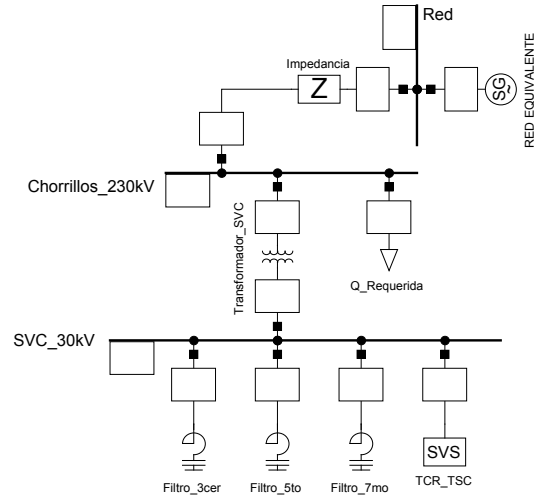 Red
Impedancia
Z
SG
~
RED EQUIVALENTE
Chorrillos_230kV
Transformador_SVC
Q_Requerida
SVC_30kV
SVS
Filtro_3cer
Filtro_5to
Filtro_7mo
TCR_TSC